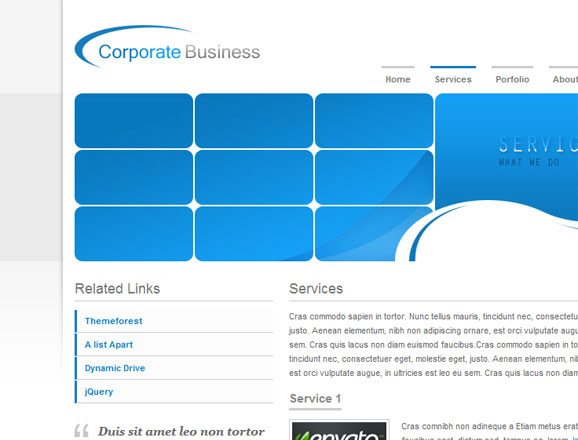 Corporate Business
Home Services Porfolio About
SERVIC
WHAT WE DO
Related Links
Themeforest
A list Apart
Dynamic Drive
jQuery
Duis sit amet leo non tortor
Services
Cras commodo sapien in tortor. Nunc tellus mauris, tincidunt nec, consectetu
justo. Aenean elementum, nibh non adipiscing ornare, est orci vulputate augu
sem. Cras quis lacus non diam euismod faucibus.Cras commodo sapien in torto
tincidunt nec, consectetuer eget, molestie eget, justo. Aenean elementum, nib
est orci vulputate augue, in ultricies est leo eu sem. Cras quis lacus non diam
Service 1
envato
Cras comnibh non adineque a Etiam metus erat